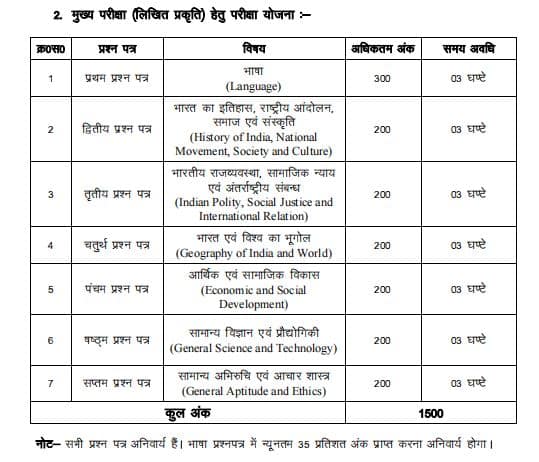 2. मुख्य परीक्षा (लिखित प्रकृति) हेतु परीक्षा योजना :–
क्र0स0 प्रश्न पत्र विषय अधिकतम अंक समय अवधि
1 प्रथम प्रश्न पत्र भाषा 300 03 घण्टे
(Language)
2 द्वितीय प्रश्न पत्र भारत का इतिहास, राष्ट्रीय आंदोलन, 200 03 घण्टे
समाज एवं संस्कृति
(History of India, National
Movement, Society and Culture)
3 तृतीय प्रश्न पत्र भारतीय राजव्यवस्था, सामाजिक न्याय 200 03 घण्टे
एवं अंतर्राष्ट्रीय संबन्ध
(Indian Polity, Social Justice and
International Relation)
4 चतुर्थ प्रश्न पत्र भारत एवं विश्व का भूगोल 200 03 घण्टे
(Geography of India and World)
5 पंचम प्रश्न पत्र आर्थिक एवं सामाजिक विकास 200 03 घण्टे
(Economic and Social
Development)
6 षष्ठम प्रश्न पत्र सामान्य विज्ञान एवं प्रौद्योगिकी 200 03 घण्टे
(General Science and Technology)
7 सप्तम प्रश्न पत्र सामान्य अभिरुचि एवं आचार शास्त्र 200 03 घण्टे
(General Aptitude and Ethics)
कुल अंक 1500
नोट– सभी प्रश्न पत्र अनिवार्य हैं। भाषा प्रश्नपत्र में न्यूनतम 35 प्रतिशत अंक प्राप्त करना अनिवार्य होगा।